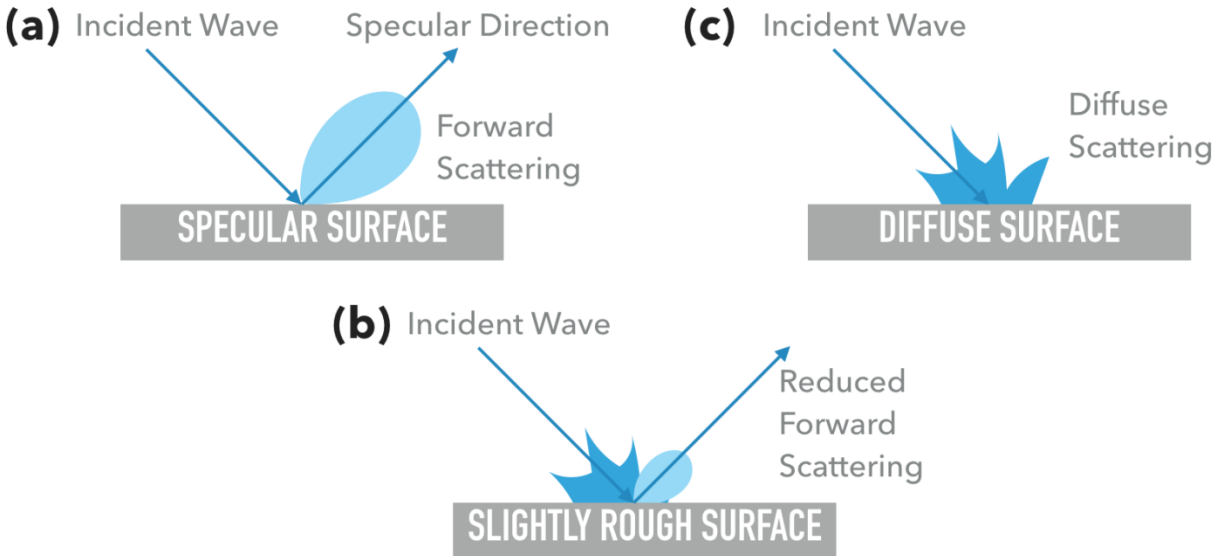 (a) Incident Wave Specular Direction
Forward
Scattering
SPECULAR SURFACE
(c) Incident Wave
Diffuse
Scattering
DIFFUSE SURFACE
(b) Incident Wave
Reduced
Forward
Scattering
SLIGHTLY ROUGH SURFACE